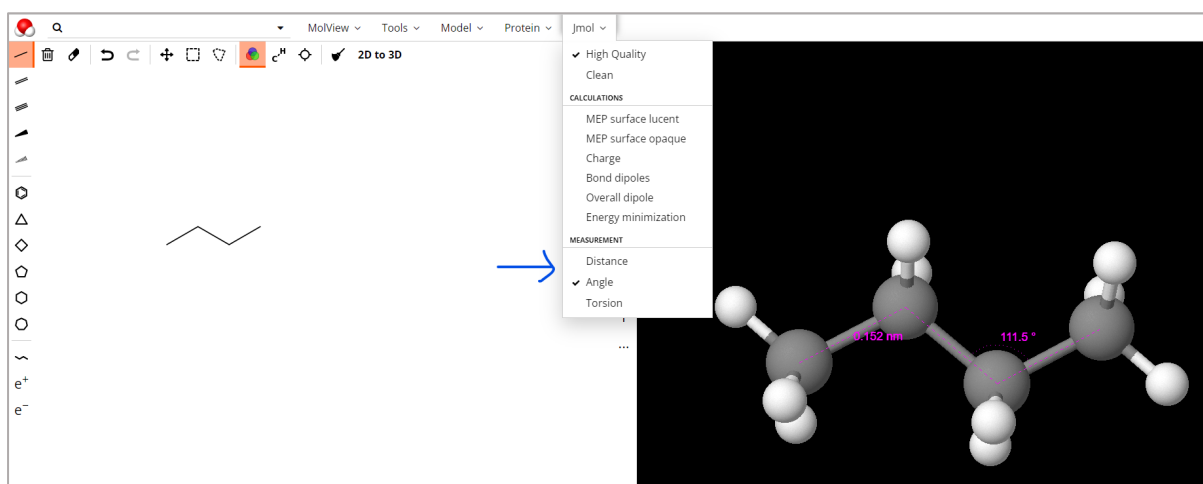 MolView Tools Model Protein Jmol
2D to 3D
C H
High Quality
Clean
CALCULATIONS
MEP surface lucent
MEP surface opaque
Charge
Bond dipoles
Overall dipole
Energy minimization
MEASUREMENT
Distance
Angle
Torsion
...
e+
e−
0.152 nm
111.5 °